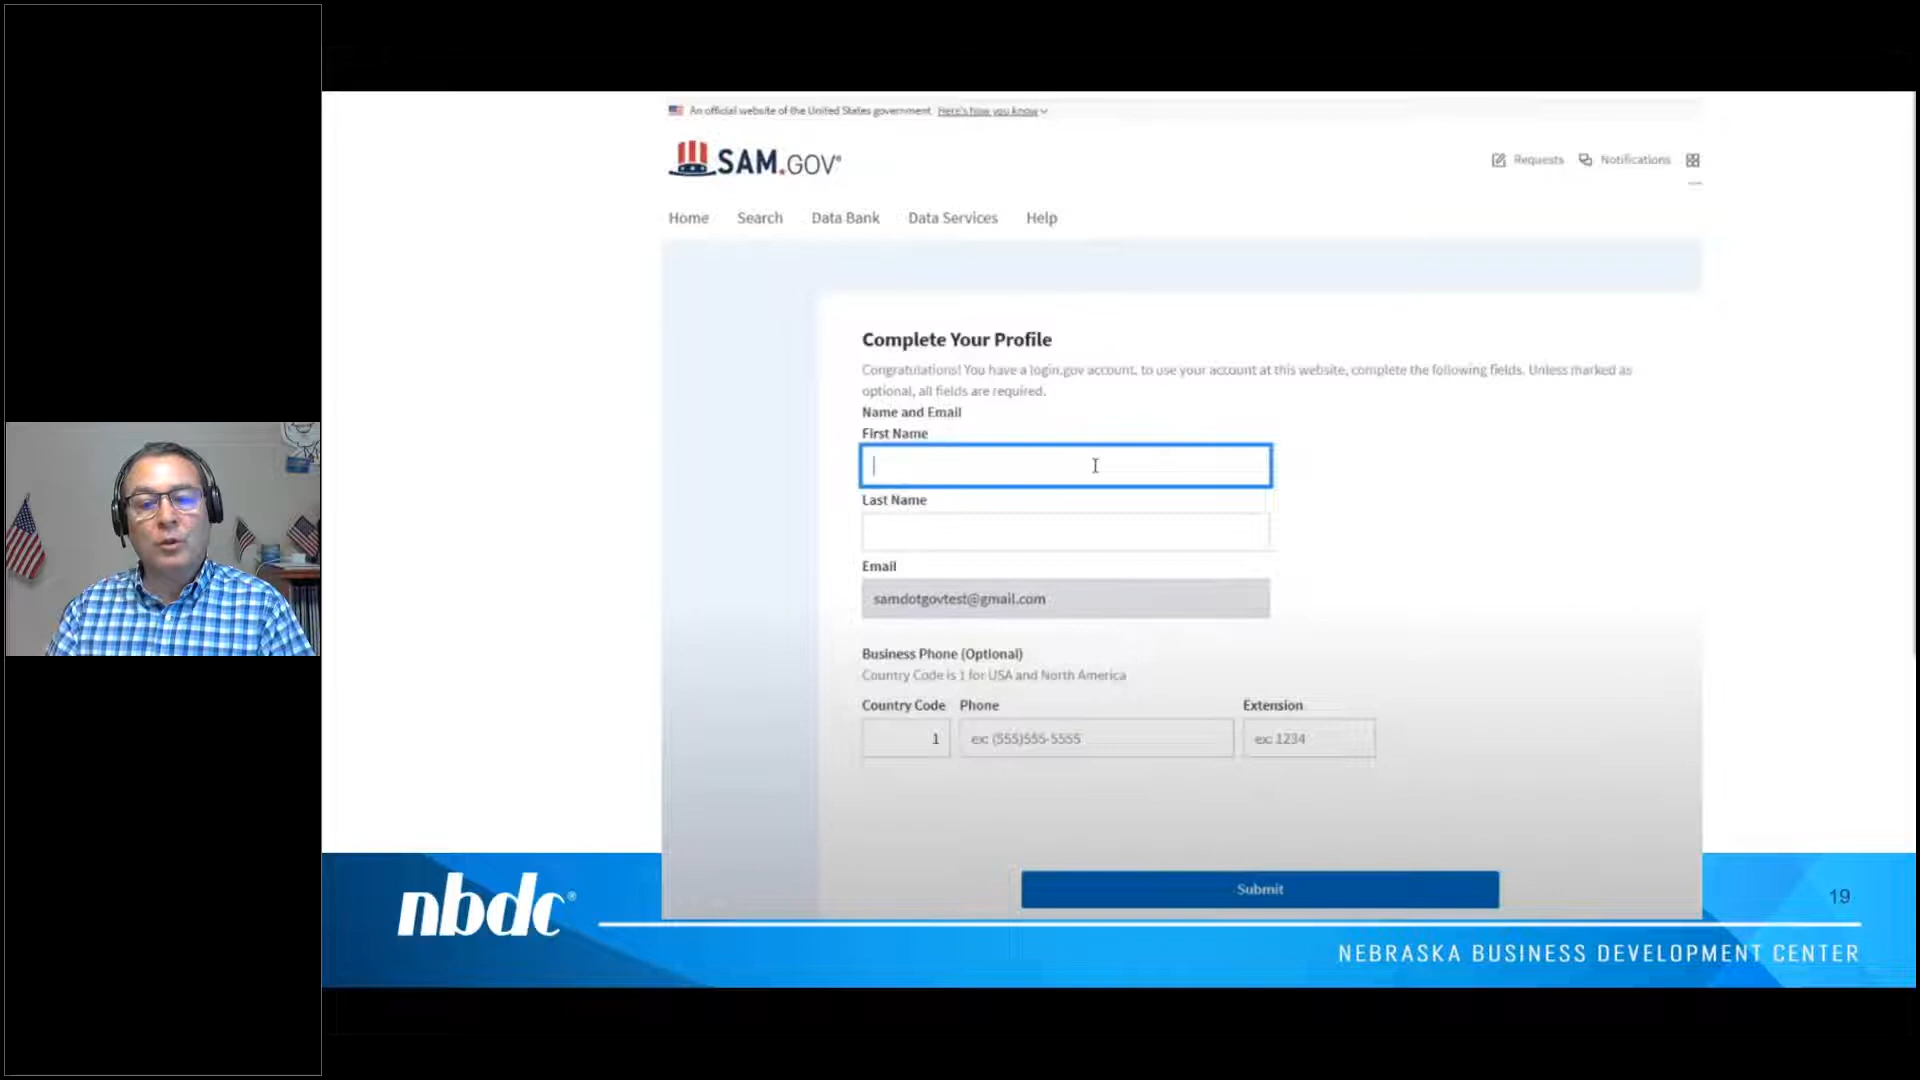 An official website of the United States government Here's how you know
SAM.GOV®
Requests Notifications
Home Search Data Bank Data Services Help
Complete Your Profile
Congratulations! You have a login.gov account, to use your account at this website, complete the following fields. Unless marked as
optional, all fields are required.
Name and Email
First Name
Last Name
Email
samdotgovtest@gmail.com
Business Phone (Optional)
Country Code is 1 for USA and North America
Country Code Phone Extension
1 ex: (555)555-5555 ex: 1234
Submit
nbdc®
19
NEBRASKA BUSINESS DEVELOPMENT CENTER